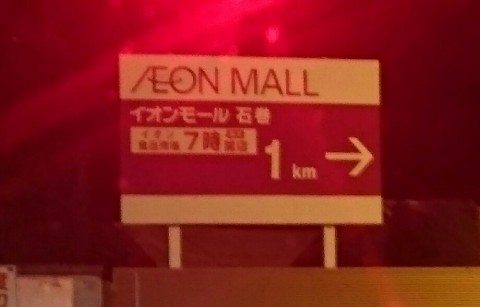 ÆON MALL
イオンモール 石巻
イオン
食品売場 7時 開店
1 km →